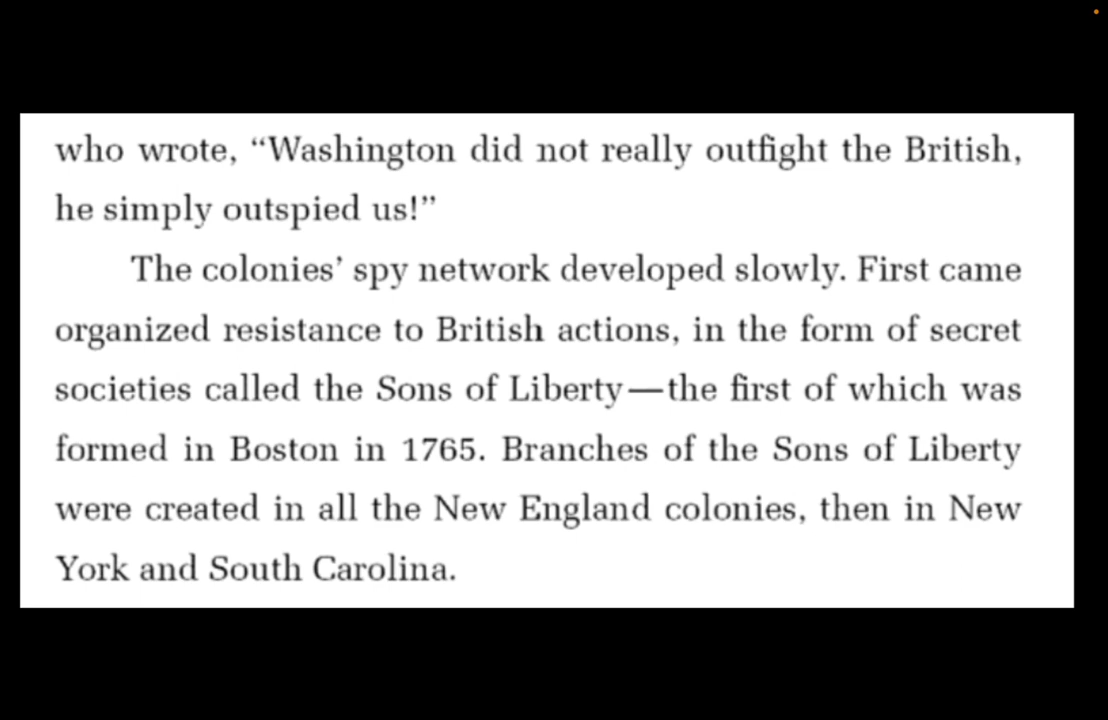 who wrote, “Washington did not really outfight the British,
he simply outspied us!”
The colonies’ spy network developed slowly. First came
organized resistance to British actions, in the form of secret
societies called the Sons of Liberty—the first of which was
formed in Boston in 1765. Branches of the Sons of Liberty
were created in all the New England colonies, then in New
York and South Carolina.